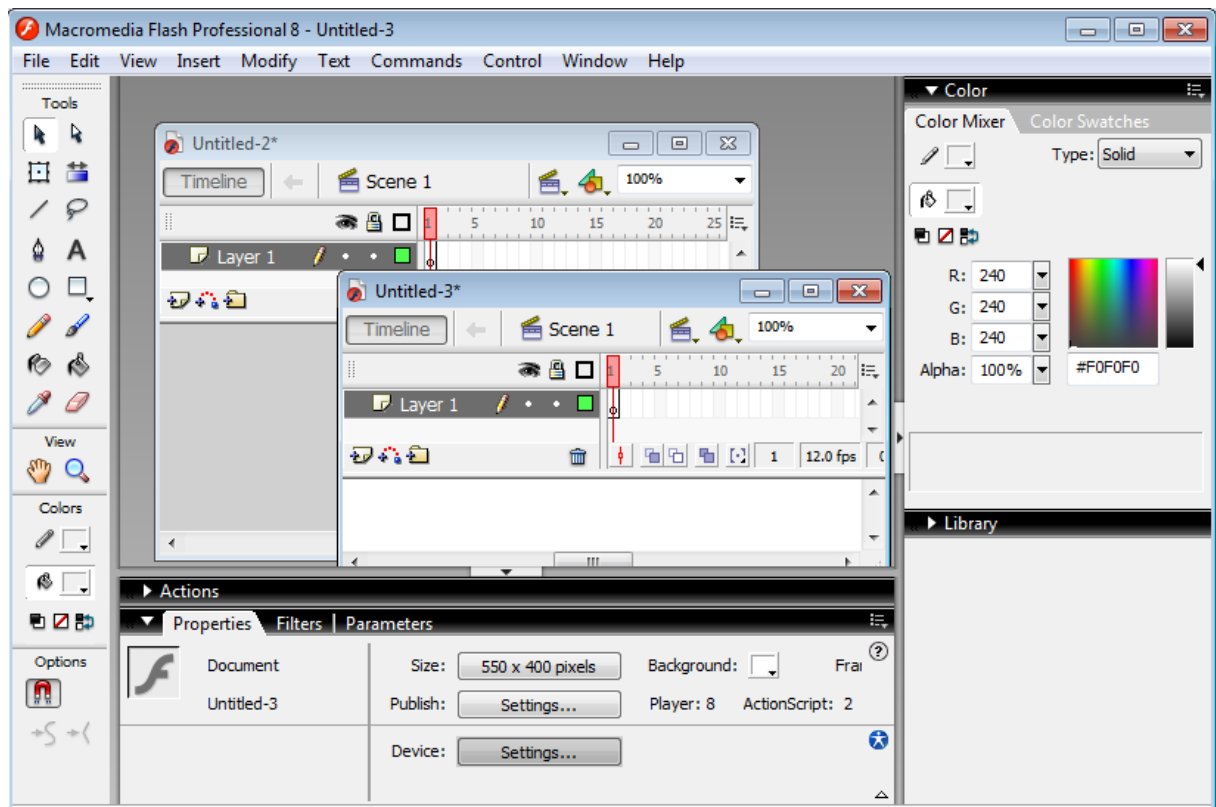 Macromedia Flash Professional 8 - Untitled-3
File Edit View Insert Modify Text Commands Control Window Help
Tools
View
Colors
Options
Untitled-2*
Timeline Scene 1 100%
1 5 10 15 20 25
Layer 1
Untitled-3*
Timeline Scene 1 100%
1 5 10 15 20
Layer 1
1 12.0 fps
Actions
Properties Filters Parameters
Document Size: 550 x 400 pixels Background: Fra
Untitled-3 Publish: Settings... Player: 8 ActionScript: 2
Device: Settings...
Color
Color Mixer Color Swatches
Type: Solid
R: 240
G: 240
B: 240
Alpha: 100% #F0F0F0
Library